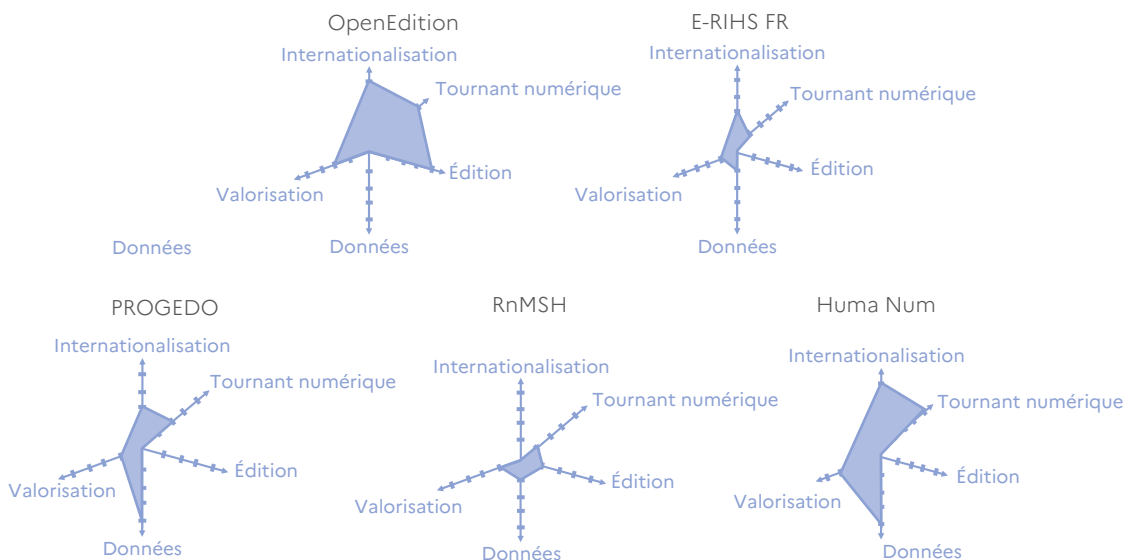 OpenEdition
Internationalisation
Tournant numérique
Édition
Valorisation
Données
E-RIHS FR
Internationalisation
Tournant numérique
Édition
Valorisation
Données
Données
PROGEDO
Internationalisation
Tournant numérique
Édition
Valorisation
Données
RnMSH
Internationalisation
Tournant numérique
Édition
Valorisation
Données
Huma Num
Internationalisation
Tournant numérique
Édition
Valorisation
Données